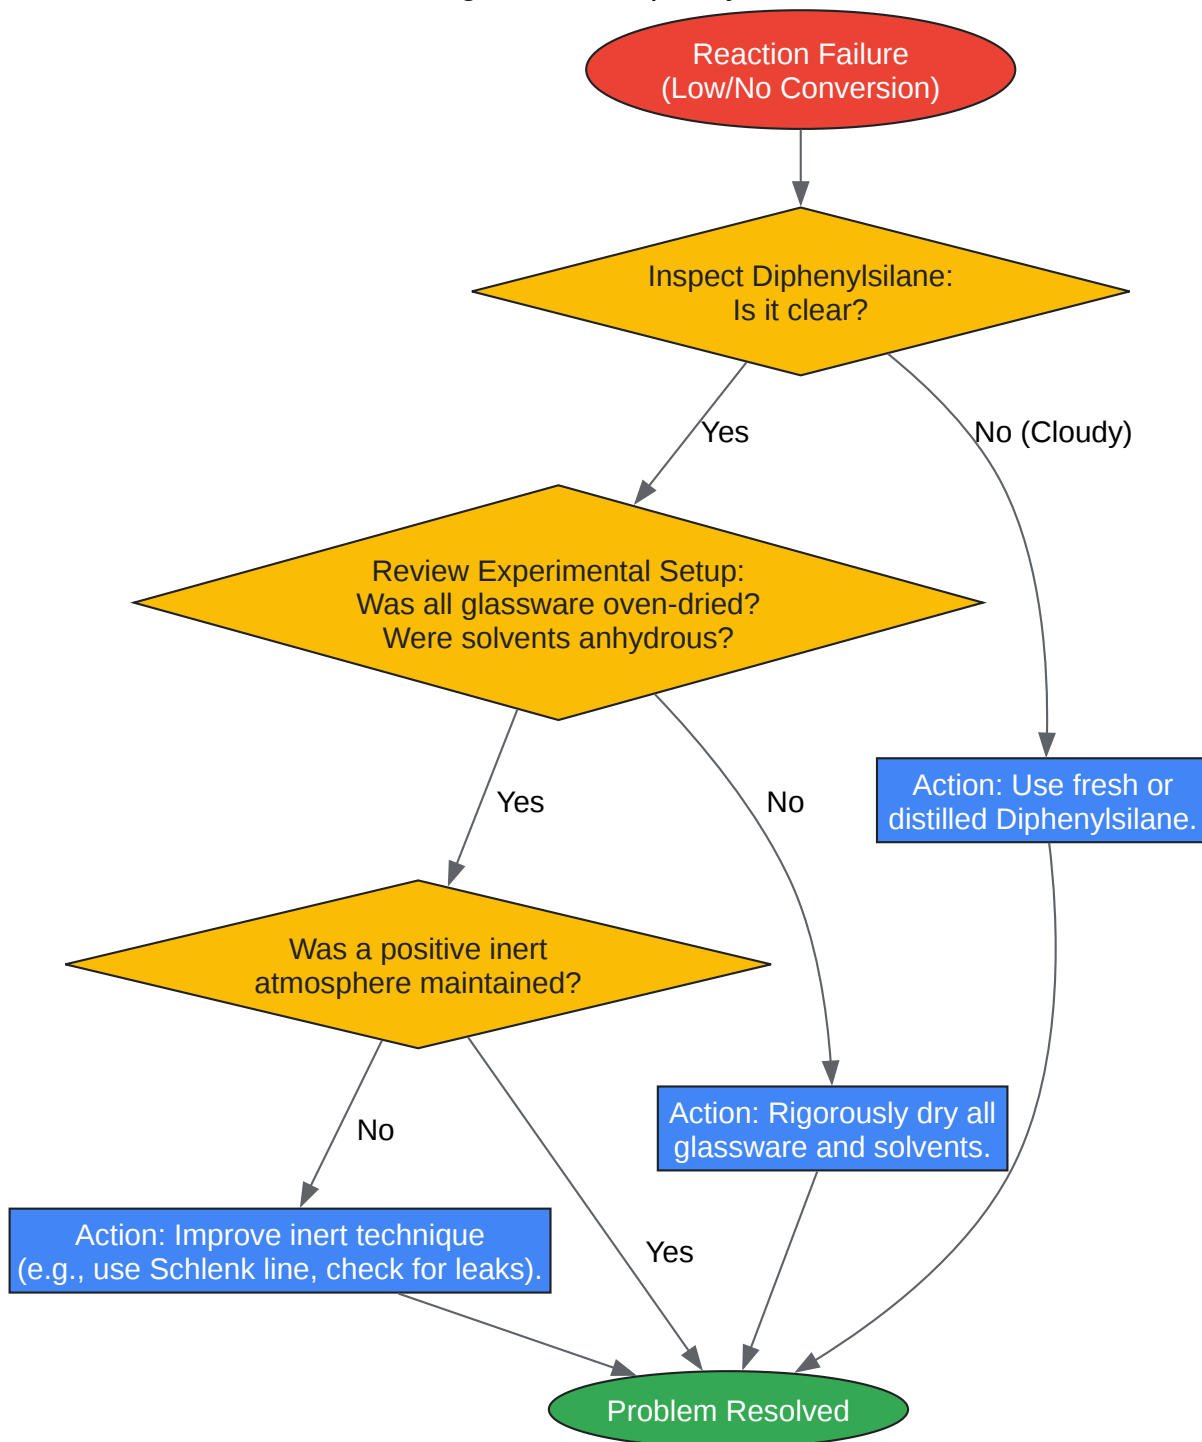 Reaction Failure
(Low/No Conversion)
Inspect Diphenylsilane:
Is it clear?
Yes
No (Cloudy)
Review Experimental Setup:
Was all glassware oven-dried?
Were solvents anhydrous?
Yes
No
Action: Use fresh or
distilled Diphenylsilane.
Was a positive inert
atmosphere maintained?
No
Yes
Action: Rigorously dry all
glassware and solvents.
Action: Improve inert technique
(e.g., use Schlenk line, check for leaks).
Problem Resolved